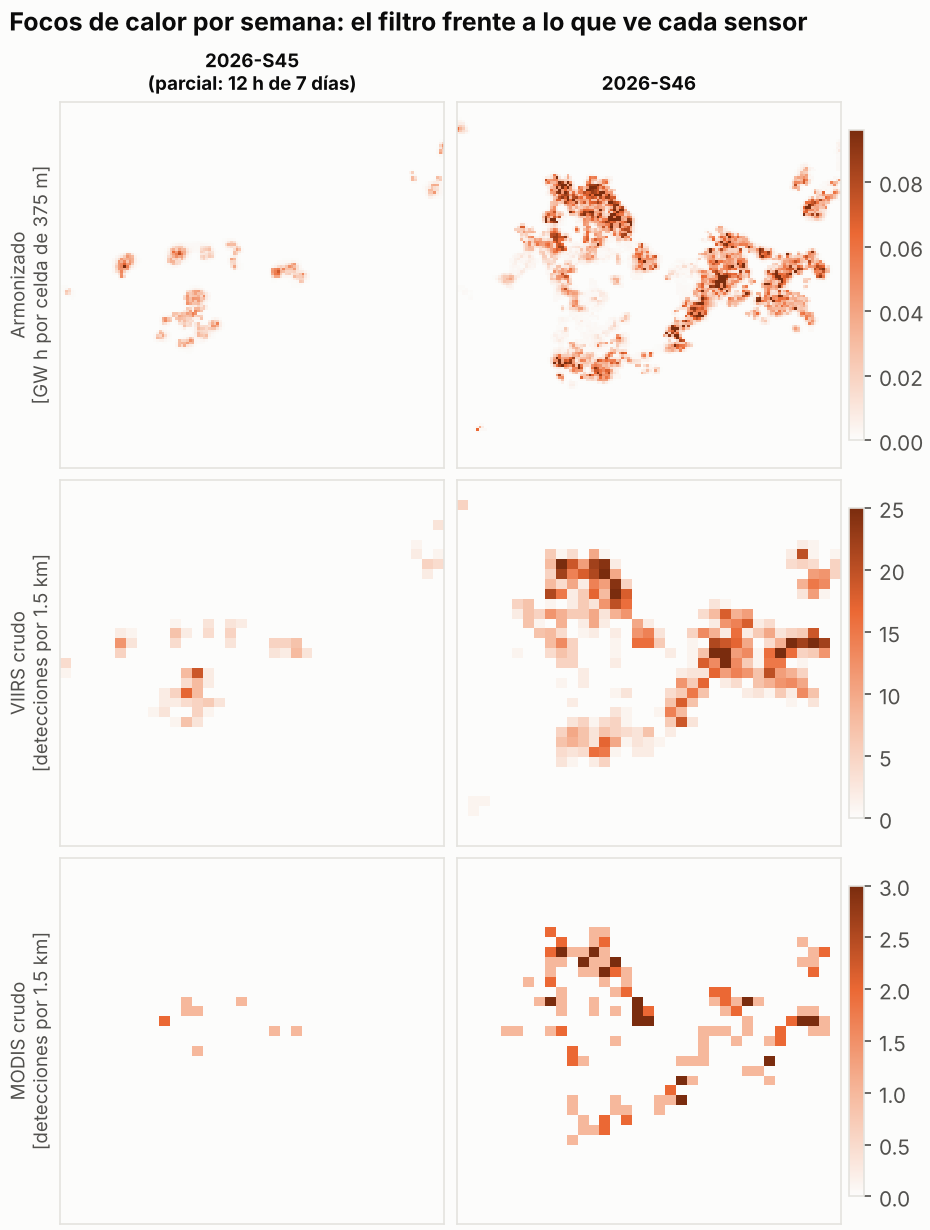 Focos de calor por semana: el filtro frente a lo que ve cada sensor
2026-S45
(parcial: 12 h de 7 días)
2026-S46
Armonizado
[GW h por celda de 375 m]
0.08
0.06
0.04
0.02
0.00
VIIRS crudo
[detecciones por 1.5 km]
25
20
15
10
5
0
MODIS crudo
[detecciones por 1.5 km]
3.0
2.5
2.0
1.5
1.0
0.5
0.0